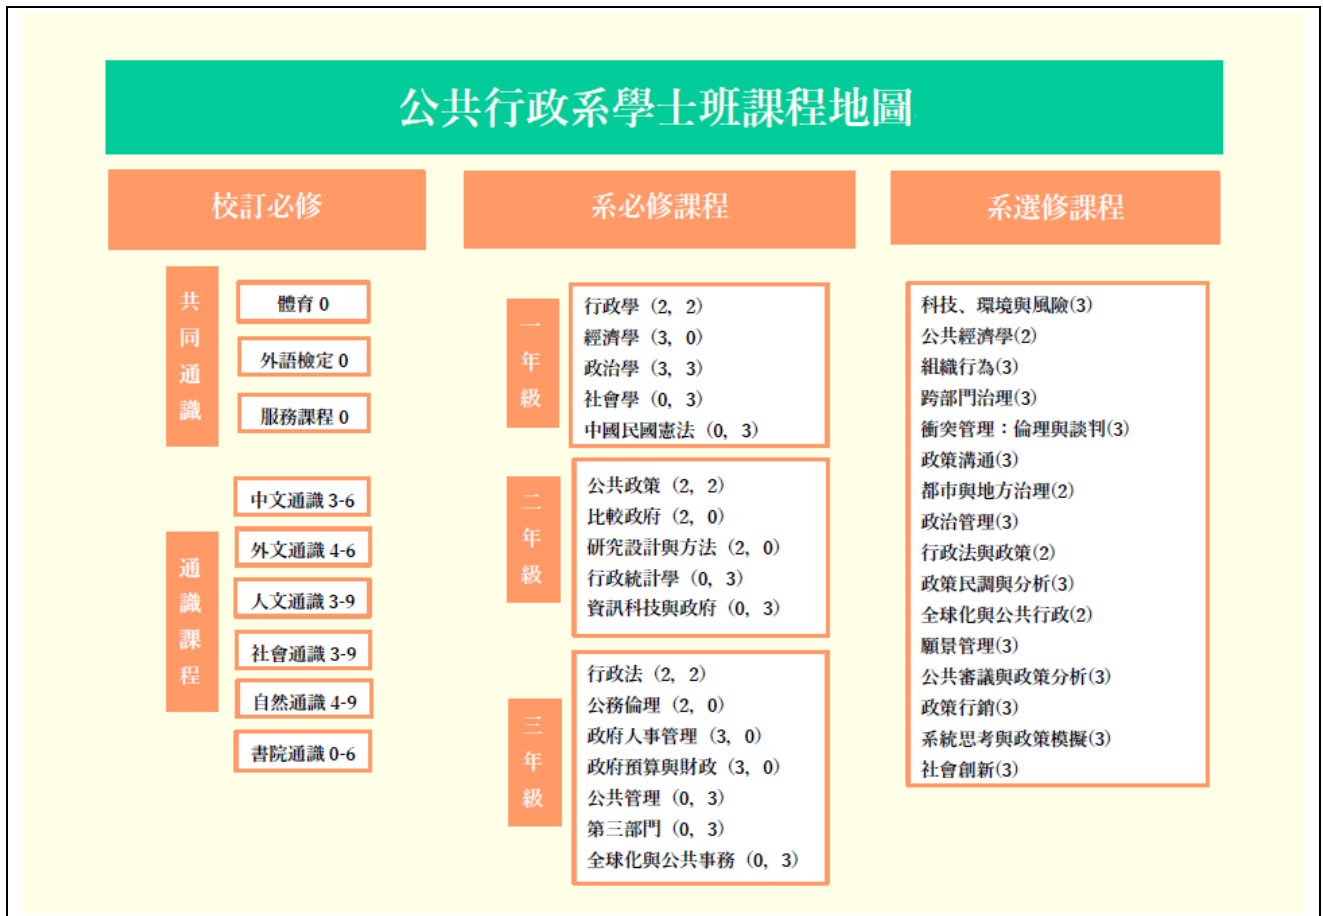 公共行政系學士班課程地圖
校訂必修
共同通識
體育 0
外語檢定 0
服務課程 0
通識課程
中文通識 3-6
外文通識 4-6
人文通識 3-9
社會通識 3-9
自然通識 4-9
書院通識 0-6
系必修課程
一年級
行政學（2，2）
經濟學（3，0）
政治學（3，3）
社會學（0，3）
中國民國憲法（0，3）
二年級
公共政策（2，2）
比較政府（2，0）
研究設計與方法（2，0）
行政統計學（0，3）
資訊科技與政府（0，3）
三年級
行政法（2，2）
公務倫理（2，0）
政府人事管理（3，0）
政府預算與財政（3，0）
公共管理（0，3）
第三部門（0，3）
全球化與公共事務（0，3）
系選修課程
科技、環境與風險(3)
公共經濟學(2)
組織行為(3)
跨部門治理(3)
衝突管理：倫理與談判(3)
政策溝通(3)
都市與地方治理(2)
政治管理(3)
行政法與政策(2)
政策民調與分析(3)
全球化與公共行政(2)
願景管理(3)
公共審議與政策分析(3)
政策行銷(3)
系統思考與政策模擬(3)
社會創新(3)